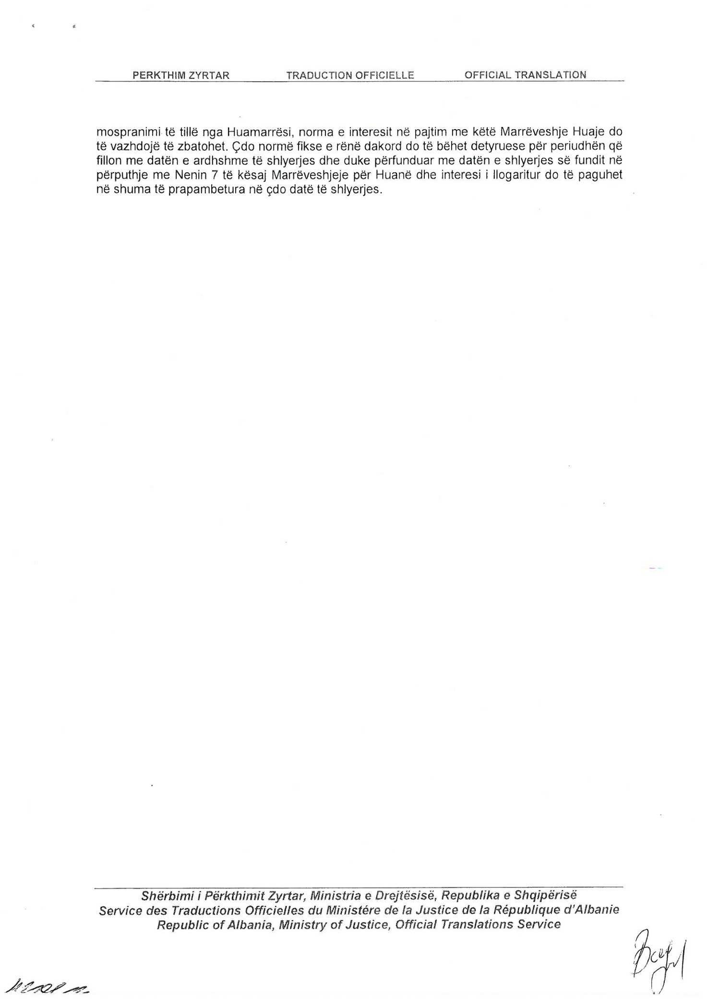 PERKTHIM ZYRTAR TRADUCTION OFFICIELLE OFFICIAL TRANSLATION
mospranimi të tillë nga Huamarrësi, norma e interesit në pajtim me këtë Marrëveshje Huaje do
të vazhdojë të zbatohet. Çdo normë fikse e rënë dakord do të bëhet detyruese për periudhën që
fillon me datën e ardhshme të shlyerjes dhe duke përfunduar me datën e shlyerjes së fundit në
përputhje me Nenin 7 të kësaj Marrëveshjeje për Huanë dhe interesi i llogaritur do të paguhet
në shuma të prapambetura në çdo datë të shlyerjes.
Shërbimi i Përkthimit Zyrtar, Ministria e Drejtësisë, Republika e Shqipërisë
Service des Traductions Officielles du Ministére de la Justice de la République d'Albanie
Republic of Albania, Ministry of Justice, Official Translations Service